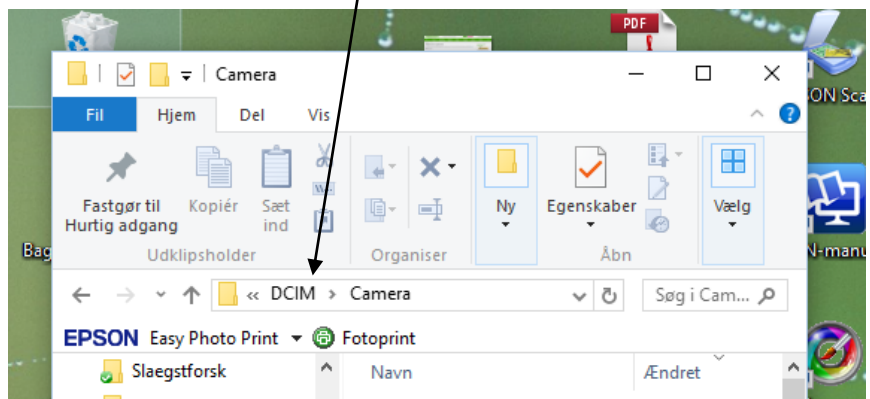 PDF
Camera
ON Sca
Fil Hjem Del Vis
Fastgør til Hurtig adgang
Kopiér
Sæt ind
Ny
Egenskaber
Vælg
Bag
N-manu
Udklipsholder Organiser Åbn
« DCIM › Camera
Søg i Cam...
EPSON Easy Photo Print Fotoprint
Slaegstforsk
Navn Ændret